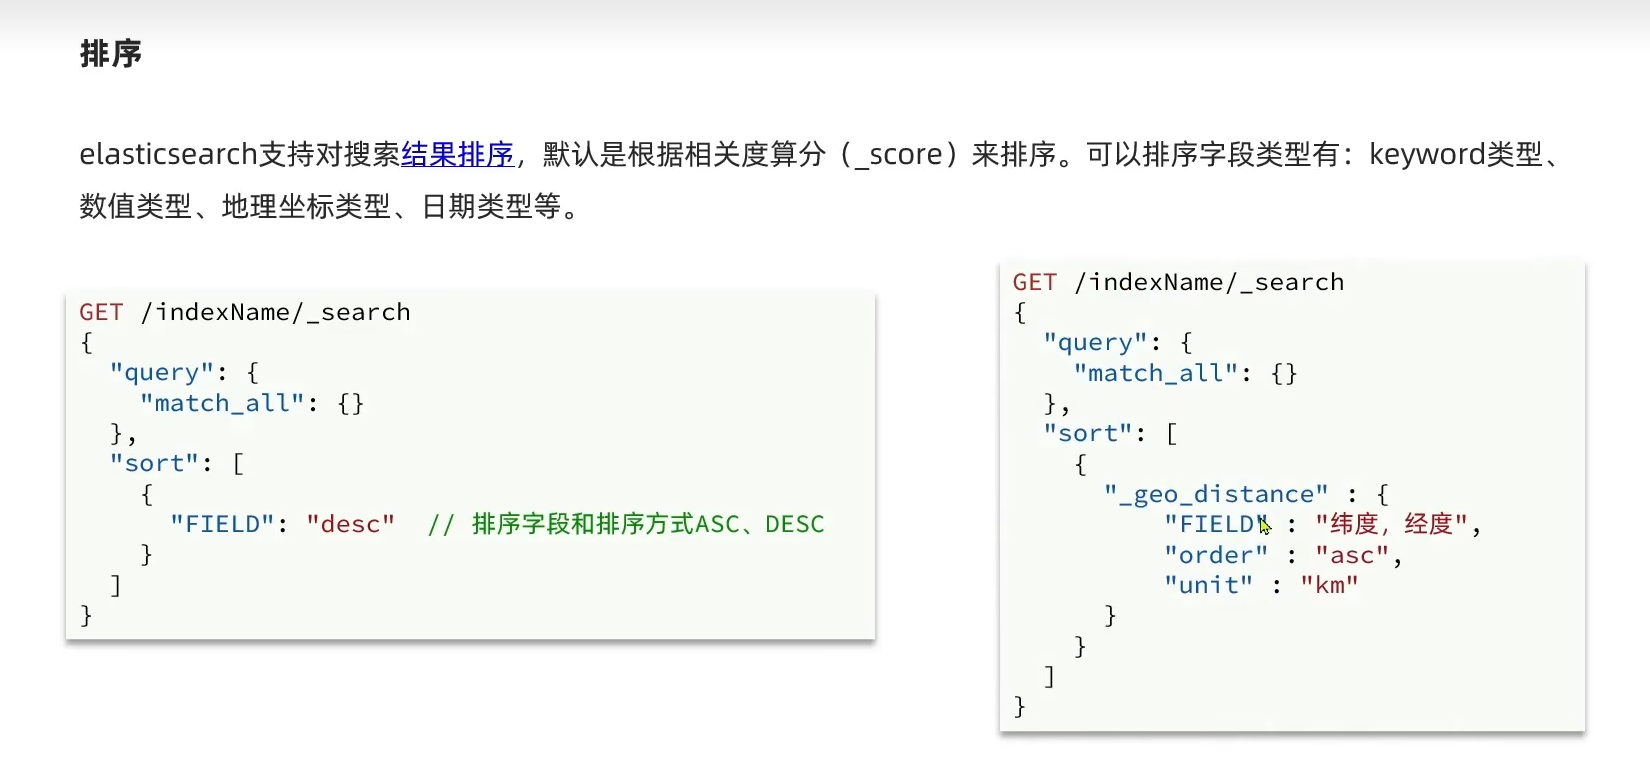 排序
elasticsearch支持对搜索结果排序，默认是根据相关度算分（_score）来排序。可以排序字段类型有：keyword类型、
数值类型、地理坐标类型、日期类型等。
GET /indexName/_search
{
  "query": {
    "match_all": {}
  },
  "sort": [
    {
      "FIELD": "desc"  // 排序字段和排序方式ASC、DESC
    }
  ]
}
GET /indexName/_search
{
  "query": {
    "match_all": {}
  },
  "sort": [
    {
      "_geo_distance" : {
          "FIELD" : "纬度，经度",
          "order" : "asc",
          "unit" : "km"
      }
    }
  ]
}